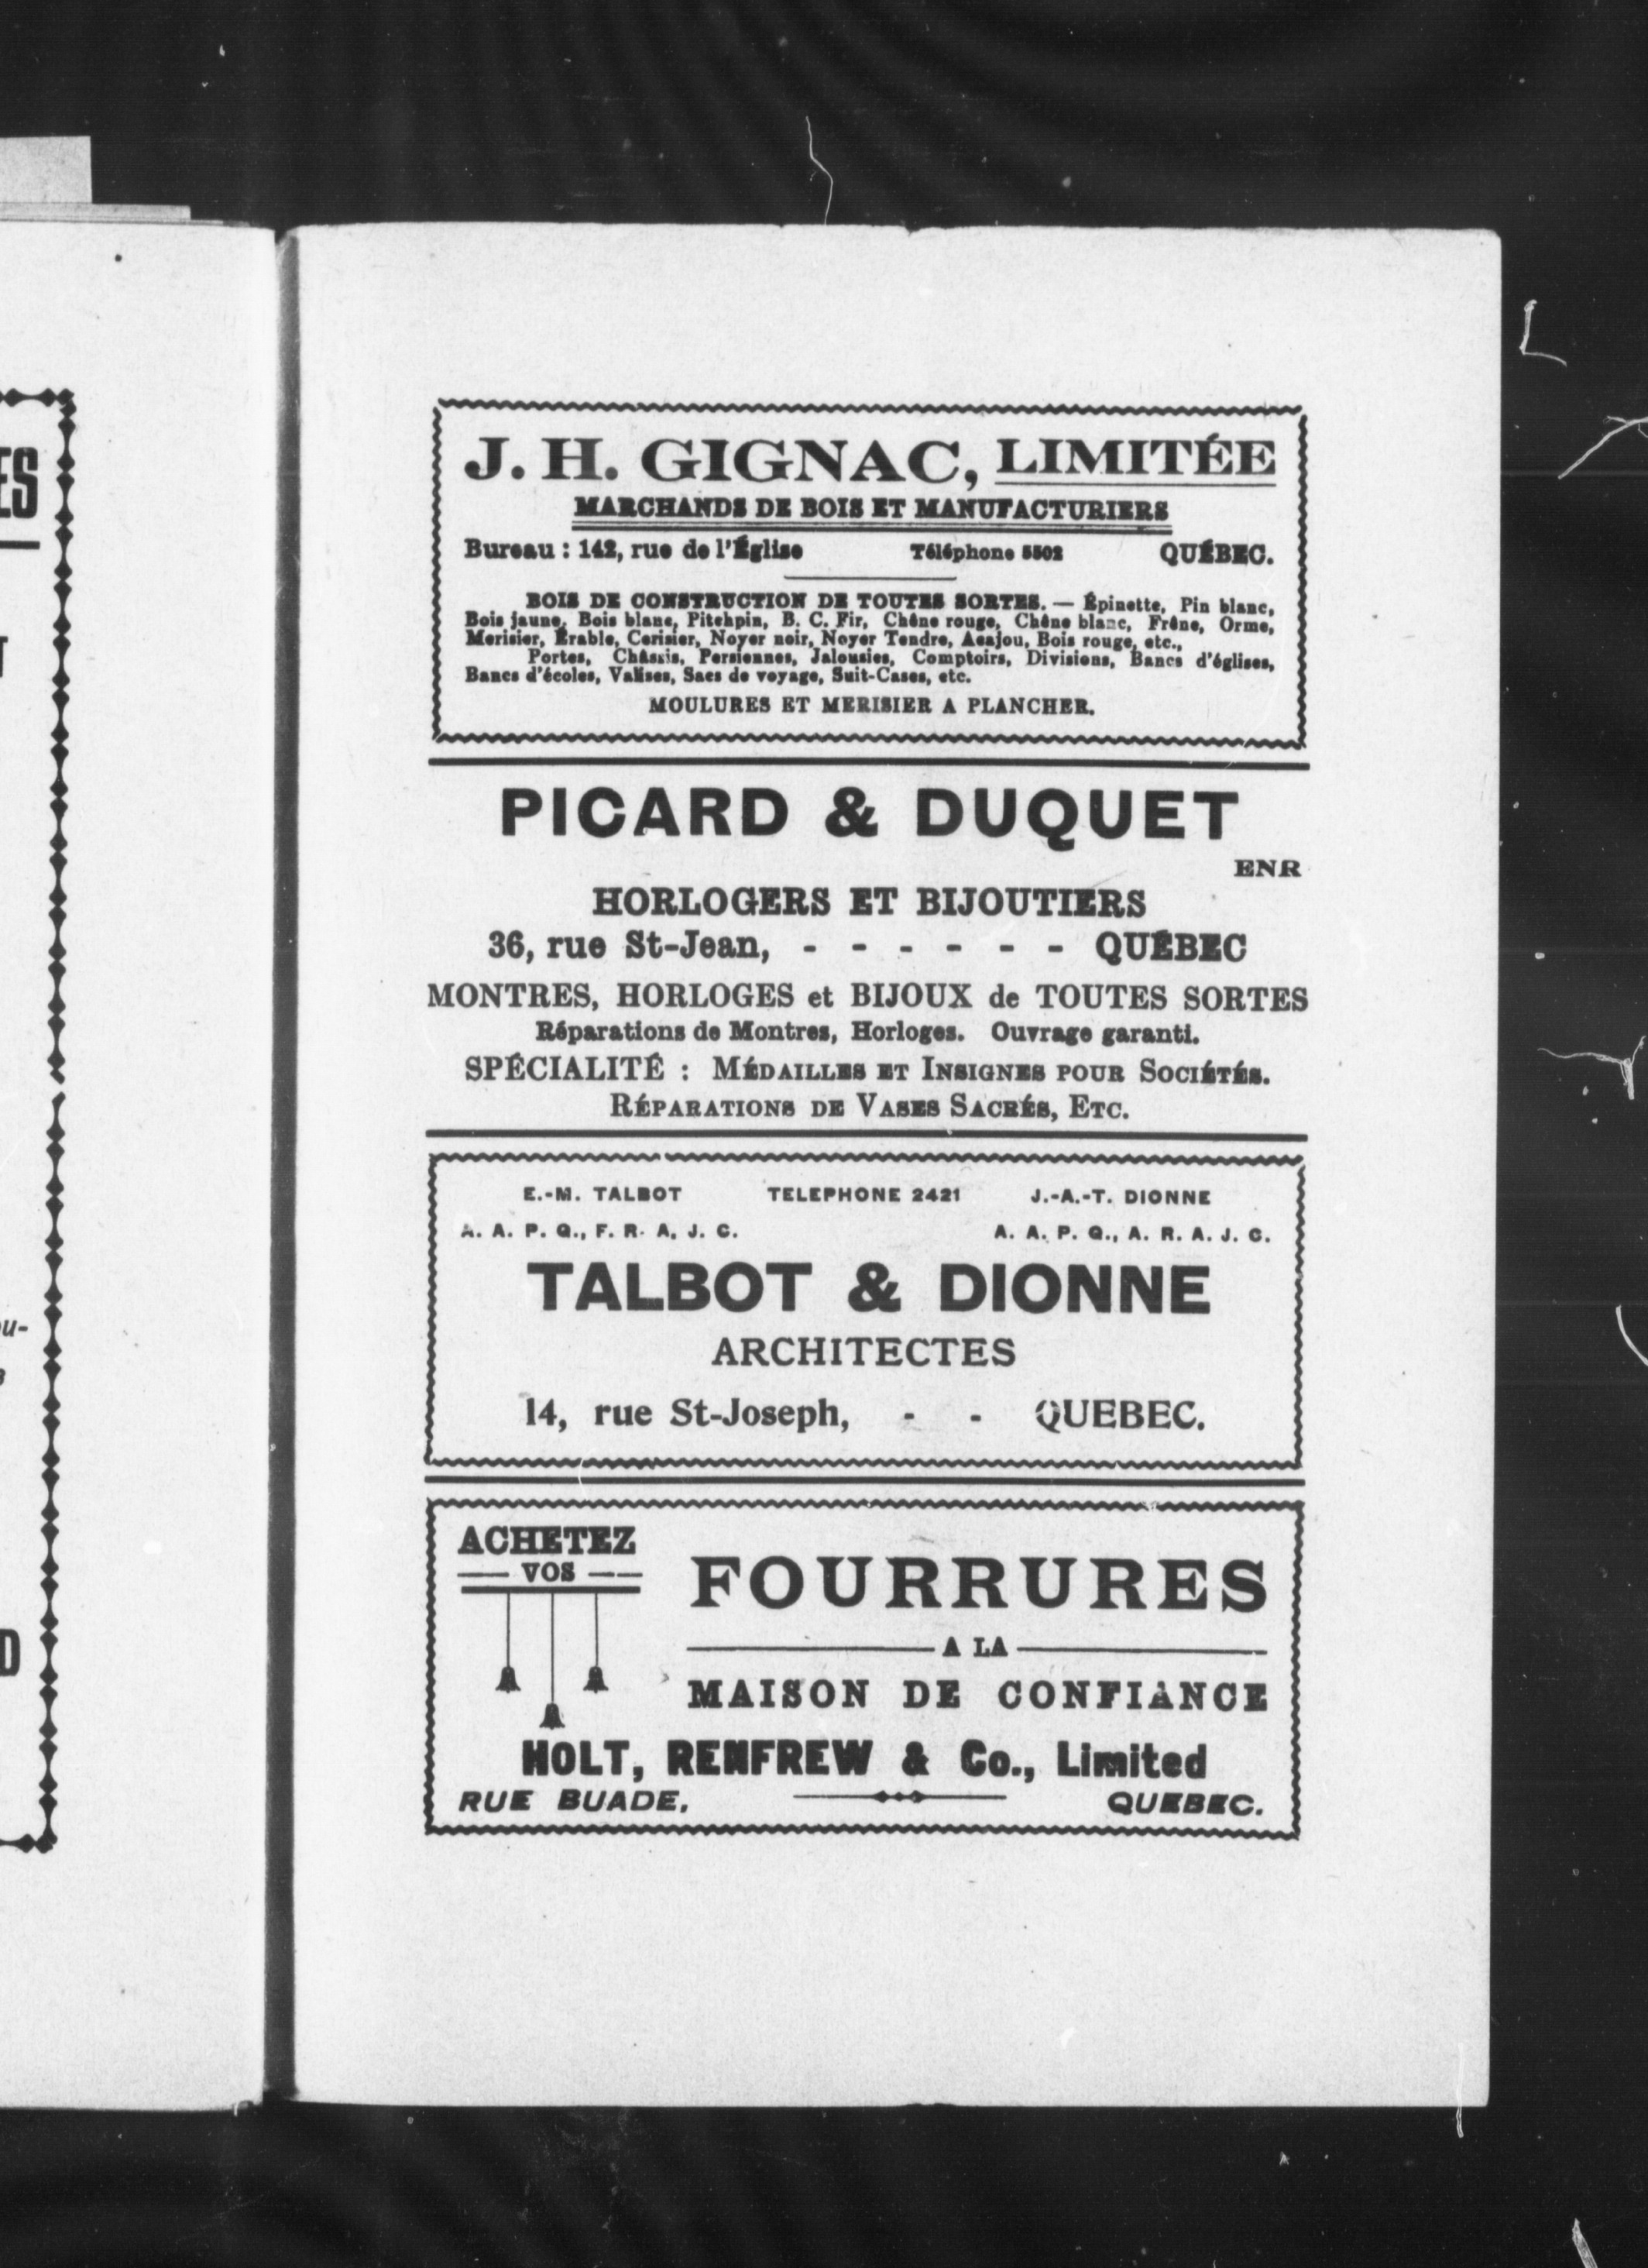 J. H. GIGNAC, LIMITÉE
MARCHANDS DE BOIS ET MANUFACTURIERS
Bureau : 142, rue de l'Église Téléphone 5502 QUÉBEC.
BOIS DE CONSTRUCTION DE TOUTES SORTES. — Épinette, Pin blanc,
Bois jaune, Bois blanc, Pitchpin, B. C. Fir, Chêne rouge, Chêne blanc, Frêne, Orme,
Merisier, Érable, Cerisier, Noyer noir, Noyer Tendre, Acajou, Bois rouge, etc.,
Portes, Châssis, Persiennes, Jalousies, Comptoirs, Divisions, Bancs d'églises,
Bancs d'écoles, Valises, Sacs de voyage, Suit-Cases, etc.
MOULURES ET MERISIER A PLANCHER.
PICARD & DUQUET
ENR
HORLOGERS ET BIJOUTIERS
36, rue St-Jean, - - - - - - QUÉBEC
MONTRES, HORLOGES et BIJOUX de TOUTES SORTES
Réparations de Montres, Horloges. Ouvrage garanti.
SPÉCIALITÉ : MÉDAILLES ET INSIGNES POUR SOCIÉTÉS.
RÉPARATIONS DE VASES SACRÉS, ETC.
E.-M. TALBOT TELEPHONE 2421 J.-A.-T. DIONNE
A. A. P. Q., F. R. A. J. C. A. A. P. Q., A. R. A. J. C.
TALBOT & DIONNE
ARCHITECTES
14, rue St-Joseph, - - QUEBEC.
ACHETEZ
VOS
FOURRURES
A LA
MAISON DE CONFIANCE
HOLT, RENFREW & Co., Limited
RUE BUADE, QUEBEC.